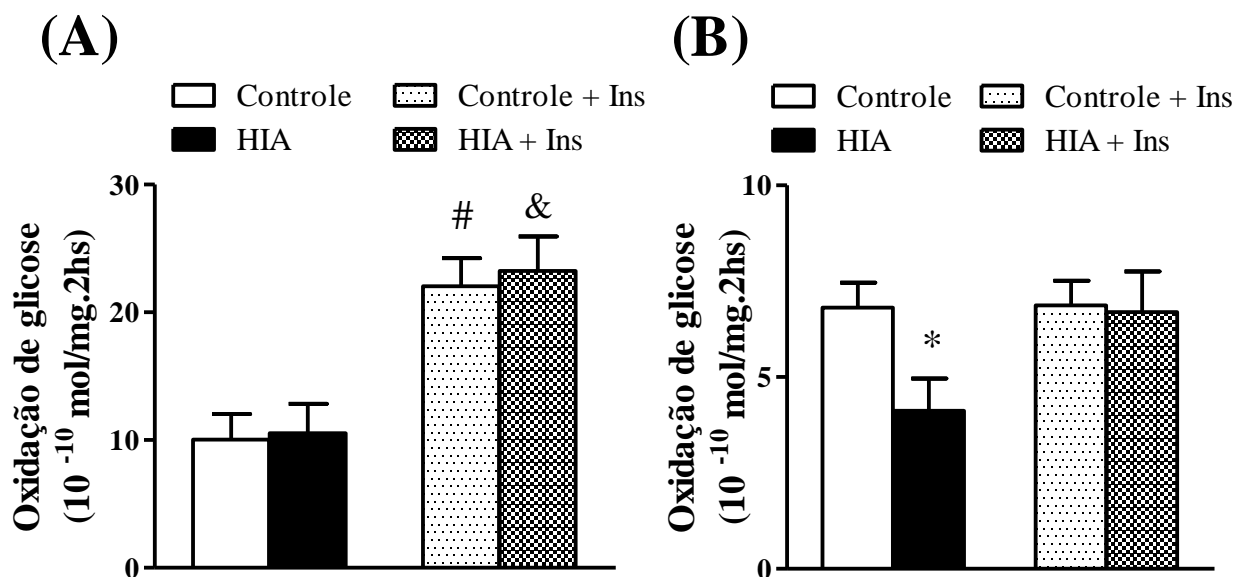 (A)
Controle
Controle + Ins
HIA
HIA + Ins
Oxidação de glicose
(10 -10 mol/mg.2hs)
30
20
10
0
#
&
(B)
Controle
Controle + Ins
HIA
HIA + Ins
Oxidação de glicose
(10 -10 mol/mg.2hs)
10
5
0
*